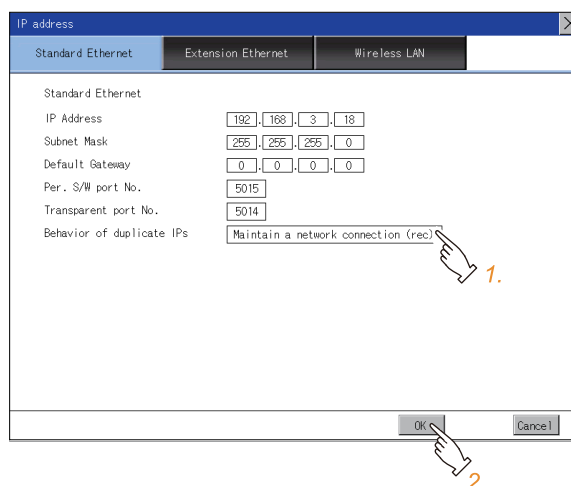 IP address
Standard Ethernet Extension Ethernet Wireless LAN
Standard Ethernet
IP Address 192 . 168 . 3 . 18
Subnet Mask 255 . 255 . 255 . 0
Default Gateway 0 . 0 . 0 . 0
Per. S/W port No. 5015
Transparent port No. 5014
Behavior of duplicate IPs Maintain a network connection (rec)
1.
OK Cancel
2